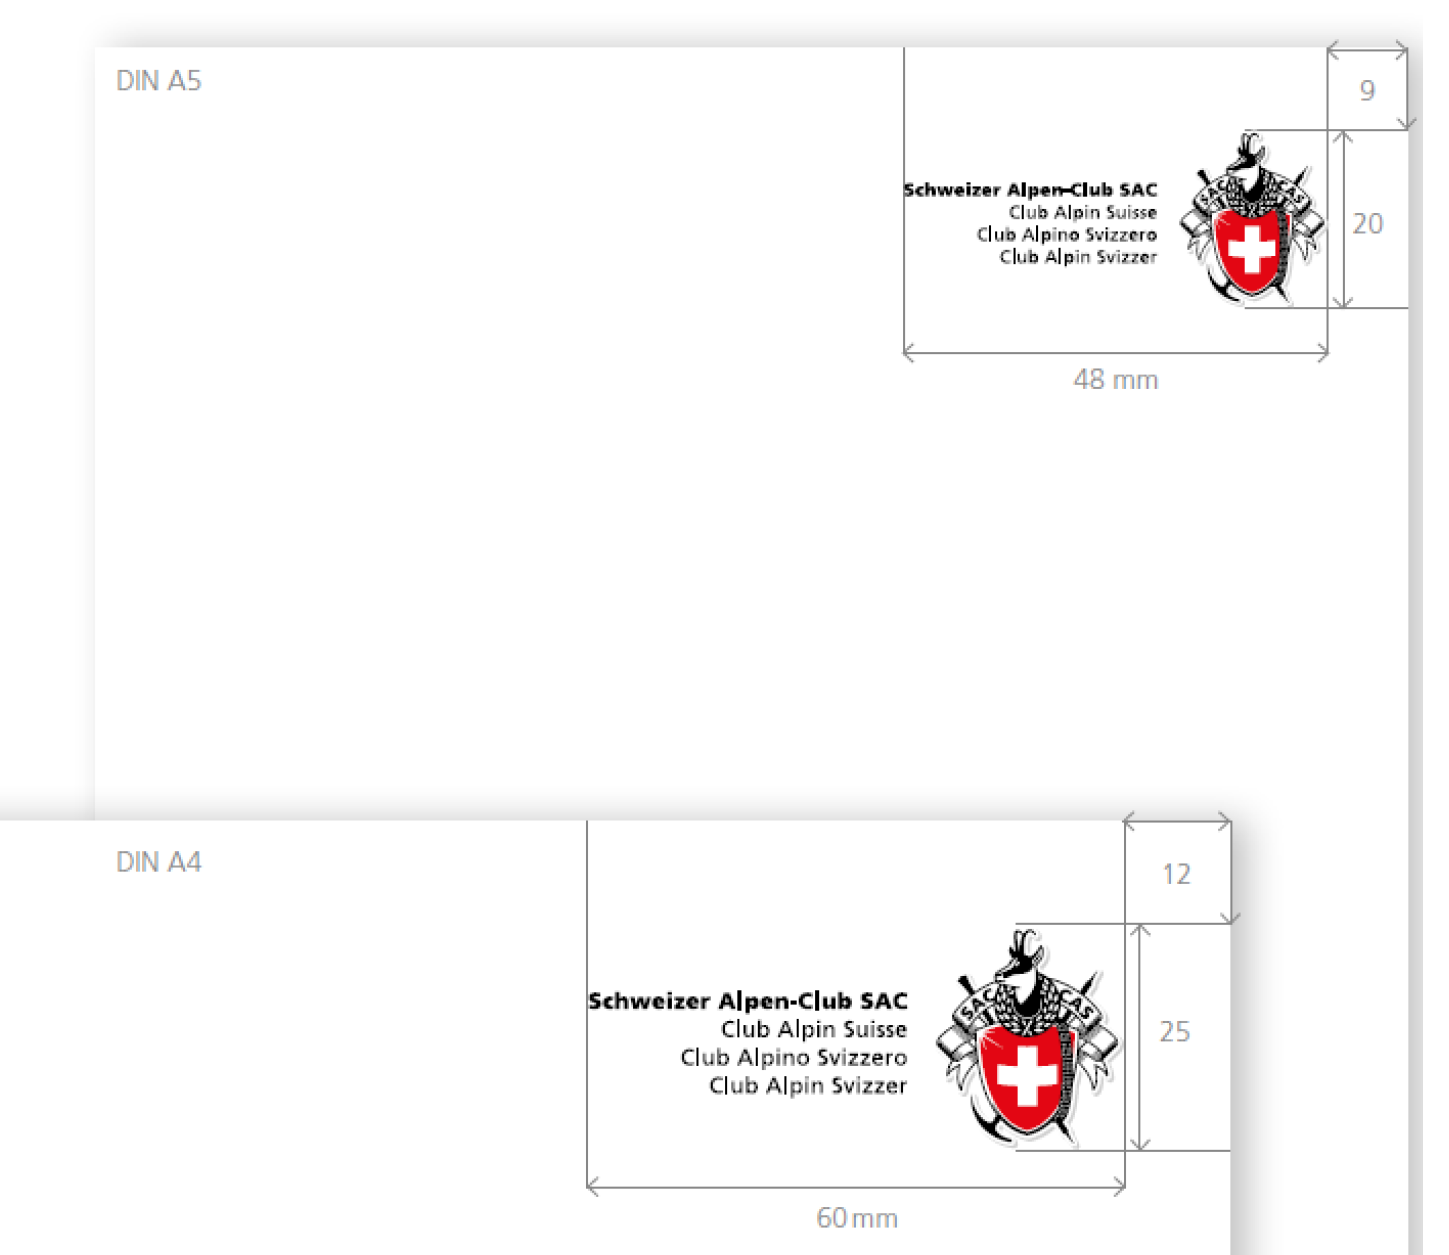 DIN A5
9
Schweizer Alpen-Club SAC
Club Alpin Suisse
Club Alpino Svizzero
Club Alpin Svizzer
SAC CAS
20
48 mm
DIN A4
12
Schweizer Alpen-Club SAC
Club Alpin Suisse
Club Alpino Svizzero
Club Alpin Svizzer
SAC CAS
25
60 mm